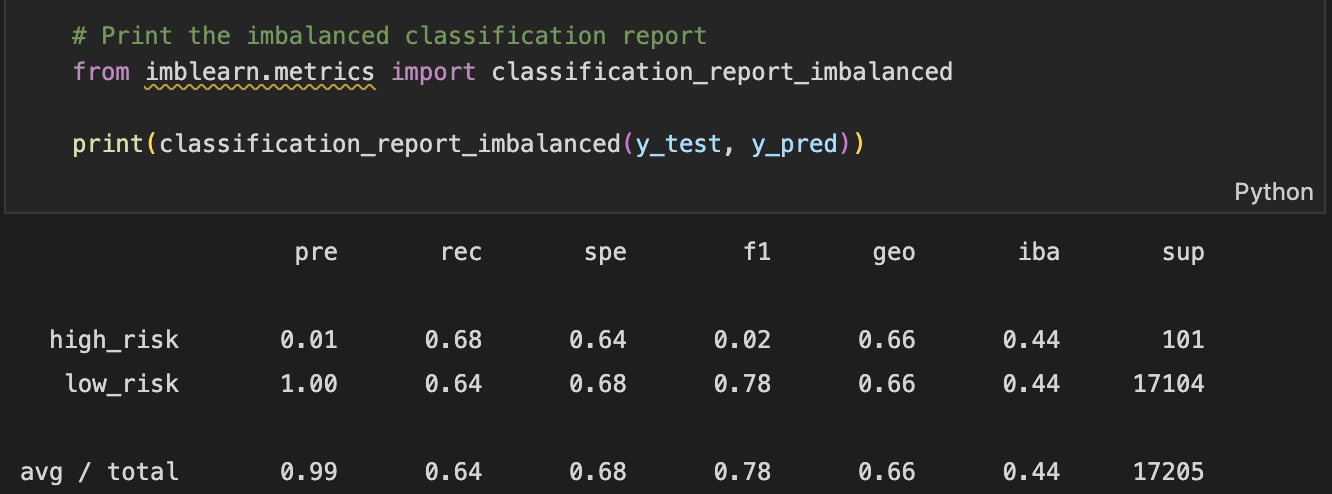 # Print the imbalanced classification report
from imblearn.metrics import classification_report_imbalanced
print(classification_report_imbalanced(y_test, y_pred))
Python
pre rec spe f1 geo iba sup
high_risk 0.01 0.68 0.64 0.02 0.66 0.44 101
low_risk 1.00 0.64 0.68 0.78 0.66 0.44 17104
avg / total 0.99 0.64 0.68 0.78 0.66 0.44 17205